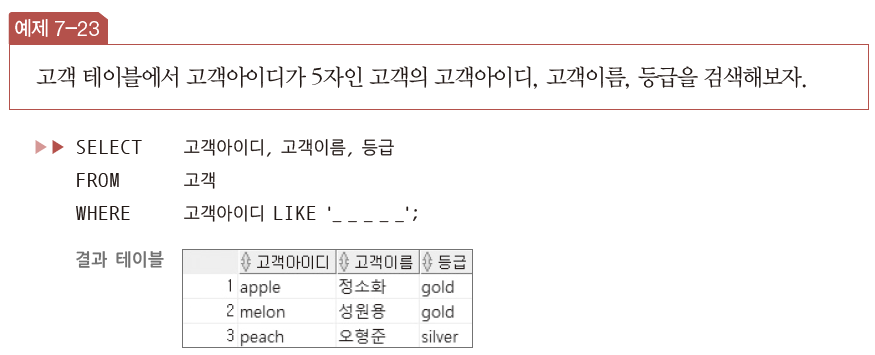 예제 7-23
고객 테이블에서 고객아이디가 5자인 고객의 고객아이디, 고객이름, 등급을 검색해보자.
▶▶ SELECT 고객아이디, 고객이름, 등급
FROM 고객
WHERE 고객아이디 LIKE '_ _ _ _ _';
결과 테이블
고객아이디 고객이름 등급
1 apple 정소화 gold
2 melon 성원용 gold
3 peach 오형준 silver